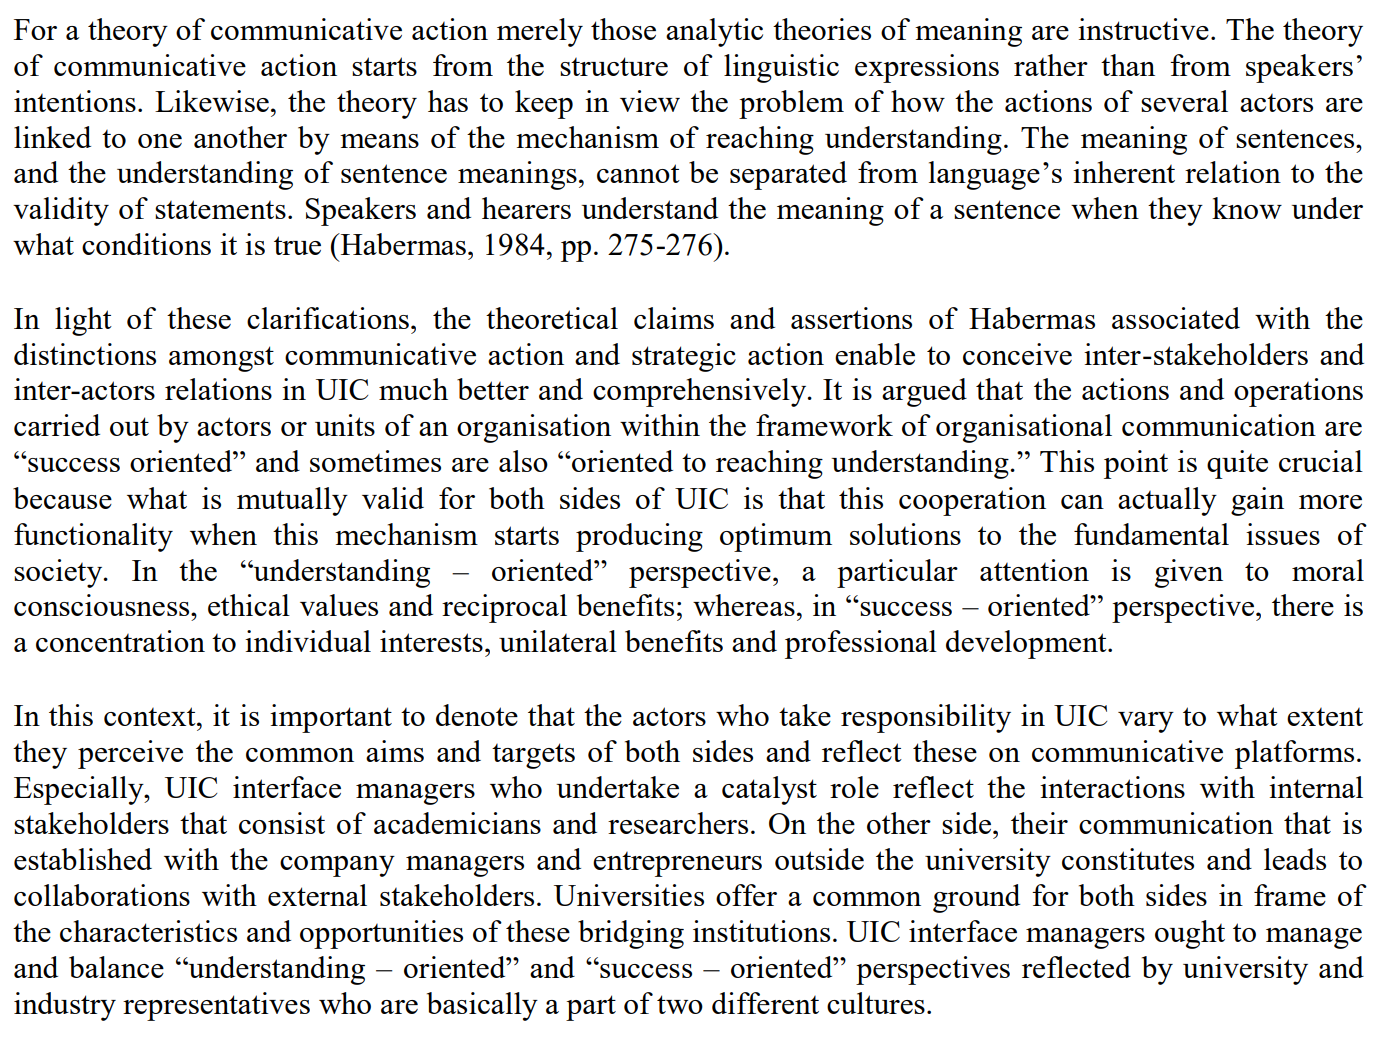 For a theory of communicative action merely those analytic theories of meaning are instructive. The theory
of communicative action starts from the structure of linguistic expressions rather than from speakers’
intentions. Likewise, the theory has to keep in view the problem of how the actions of several actors are
linked to one another by means of the mechanism of reaching understanding. The meaning of sentences,
and the understanding of sentence meanings, cannot be separated from language’s inherent relation to the
validity of statements. Speakers and hearers understand the meaning of a sentence when they know under
what conditions it is true (Habermas, 1984, pp. 275-276).
In light of these clarifications, the theoretical claims and assertions of Habermas associated with the
distinctions amongst communicative action and strategic action enable to conceive inter-stakeholders and
inter-actors relations in UIC much better and comprehensively. It is argued that the actions and operations
carried out by actors or units of an organisation within the framework of organisational communication are
“success oriented” and sometimes are also “oriented to reaching understanding.” This point is quite crucial
because what is mutually valid for both sides of UIC is that this cooperation can actually gain more
functionality when this mechanism starts producing optimum solutions to the fundamental issues of
society. In the “understanding – oriented” perspective, a particular attention is given to moral
consciousness, ethical values and reciprocal benefits; whereas, in “success – oriented” perspective, there is
a concentration to individual interests, unilateral benefits and professional development.
In this context, it is important to denote that the actors who take responsibility in UIC vary to what extent
they perceive the common aims and targets of both sides and reflect these on communicative platforms.
Especially, UIC interface managers who undertake a catalyst role reflect the interactions with internal
stakeholders that consist of academicians and researchers. On the other side, their communication that is
established with the company managers and entrepreneurs outside the university constitutes and leads to
collaborations with external stakeholders. Universities offer a common ground for both sides in frame of
the characteristics and opportunities of these bridging institutions. UIC interface managers ought to manage
and balance “understanding – oriented” and “success – oriented” perspectives reflected by university and
industry representatives who are basically a part of two different cultures.